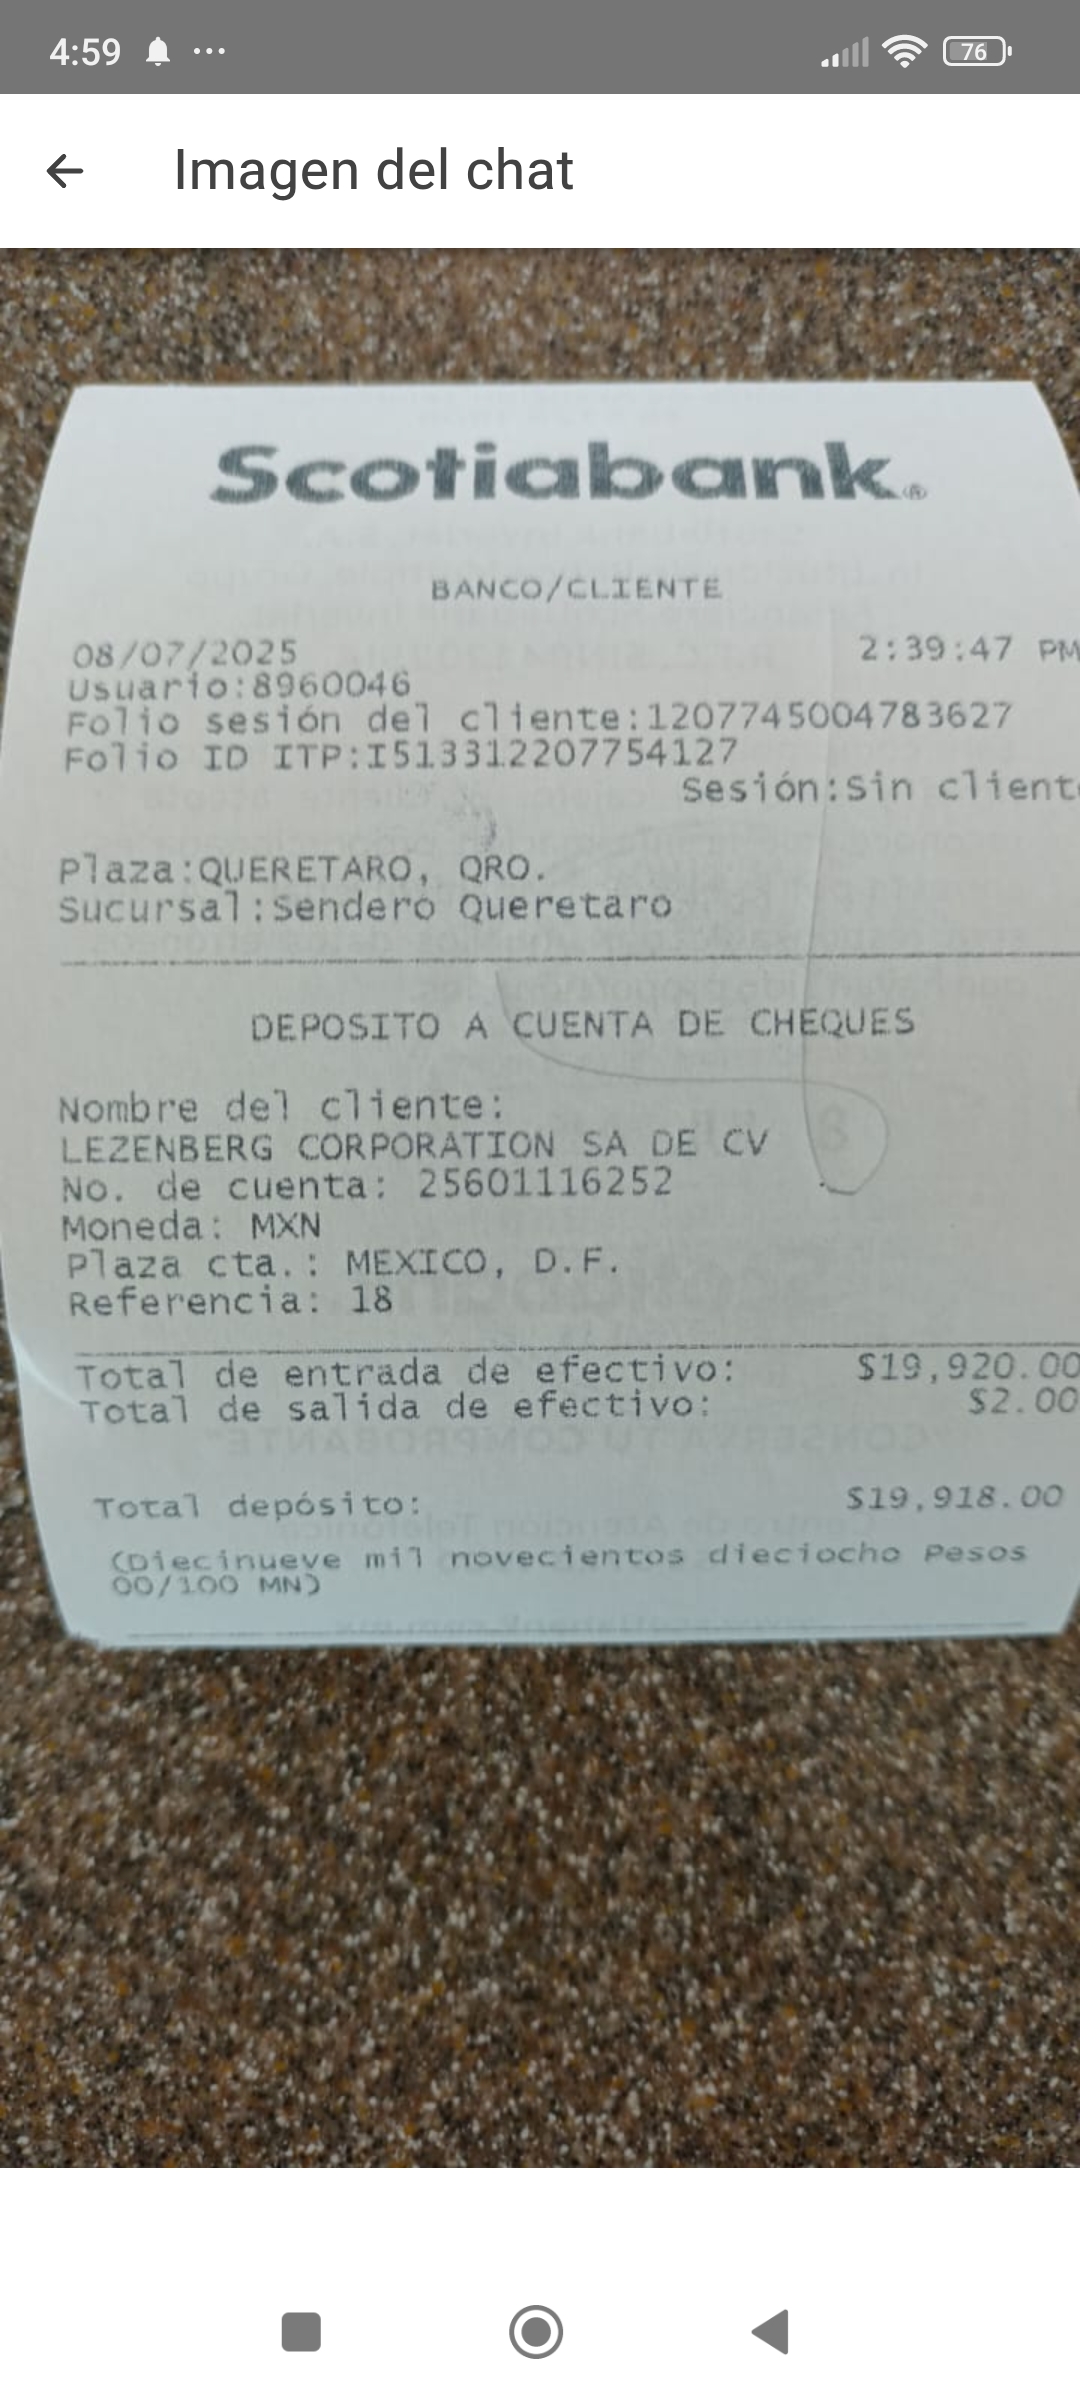 4:59
76
Imagen del chat
Scotiabank®
BANCO/CLIENTE
08/07/2025 2:39:47 PM
Usuario:8960046
Folio sesión del cliente:1207745004783627
Folio ID ITP:I513312207754127
Sesión:Sin cliente
Plaza:QUERETARO, QRO.
Sucursal:Sendero Queretaro
DEPOSITO A CUENTA DE CHEQUES
Nombre del cliente:
LEZENBERG CORPORATION SA DE CV
No. de cuenta: 25601116252
Moneda: MXN
Plaza cta.: MEXICO, D.F.
Referencia: 18
Total de entrada de efectivo: $19,920.00
Total de salida de efectivo: $2.00
Total depósito: $19,918.00
(Diecinueve mil novecientos dieciocho Pesos
00/100 MN)